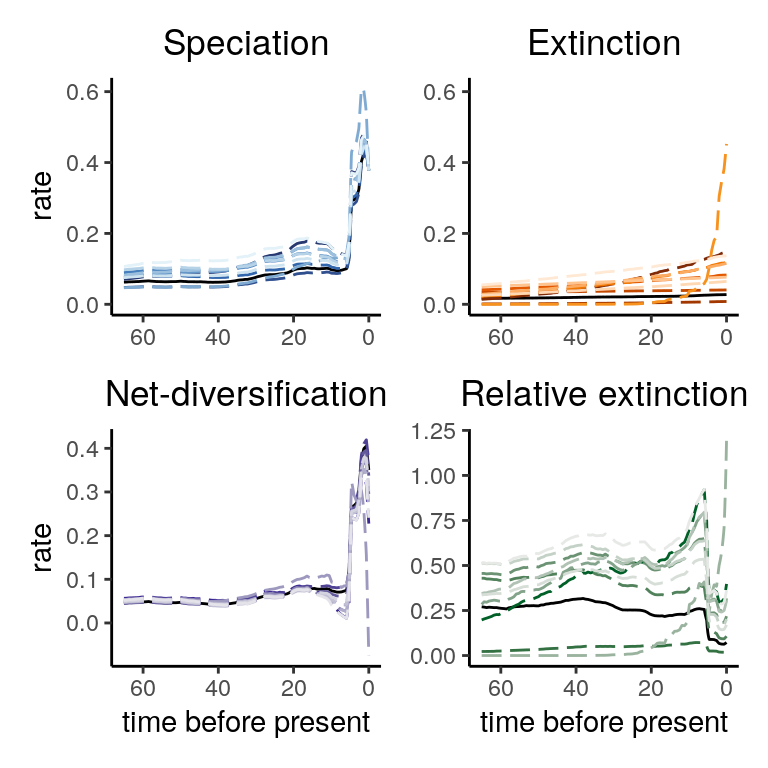 Speciation
Extinction
0.6
0.4
0.2
0.0
rate
60 40 20 0
0.6
0.4
0.2
0.0
60 40 20 0
Net-diversification
Relative extinction
0.4
0.3
0.2
0.1
0.0
rate
60 40 20 0
time before present
1.25
1.00
0.75
0.50
0.25
0.00
60 40 20 0
time before present